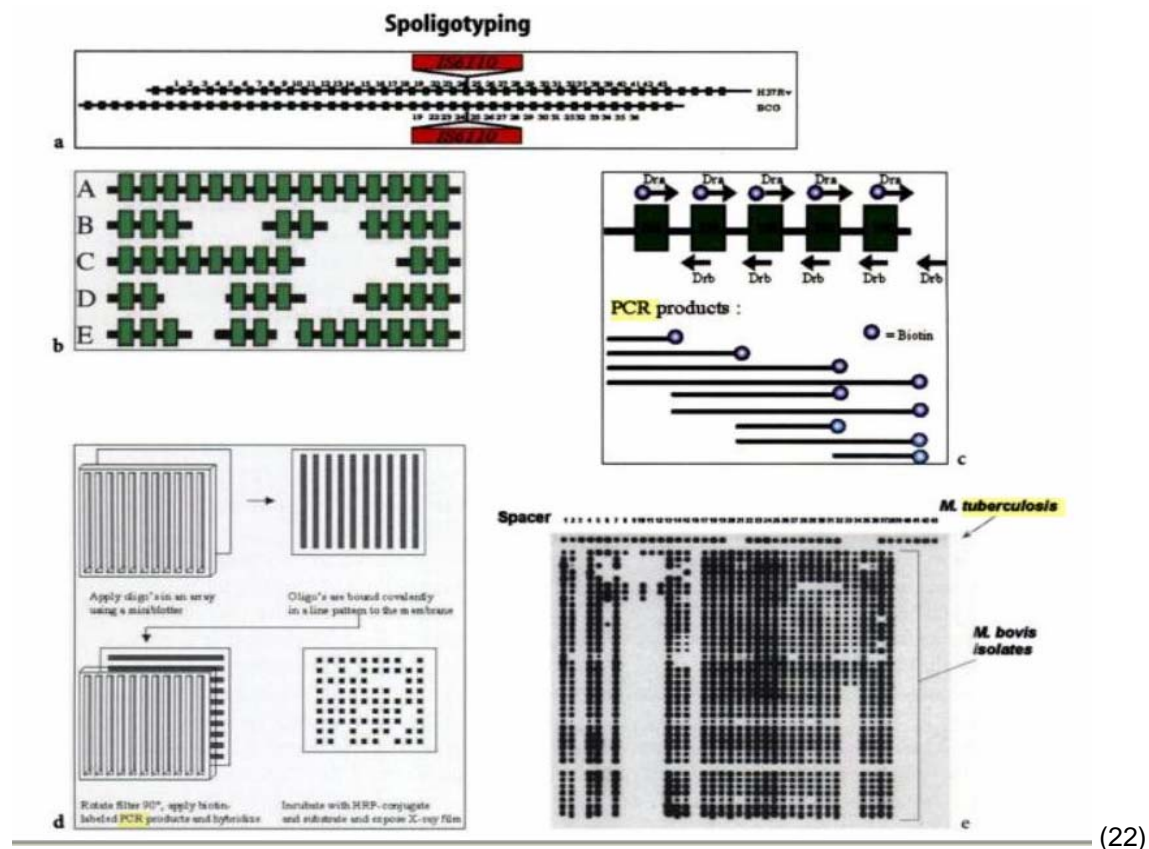 Spoligotyping
IS6110
H37Rv
BCG
IS6110
a
A
B
C
D
E
b
Dra Dra Dra Dra Dra
Drb Drb Drb Drb Drb
PCR products :
= Biotin
c
Apply oligo's in an array
using a miniblotter
Oligo's are bound covalently
in a line pattern to the membrane
Rotate filter 90°, apply biotin-
labeled PCR products and hybridize
Incubate with HRP-conjugate
and substrate and expose X-ray film
d
Spacer
M. tuberculosis
M. bovis
isolates
e
(22)